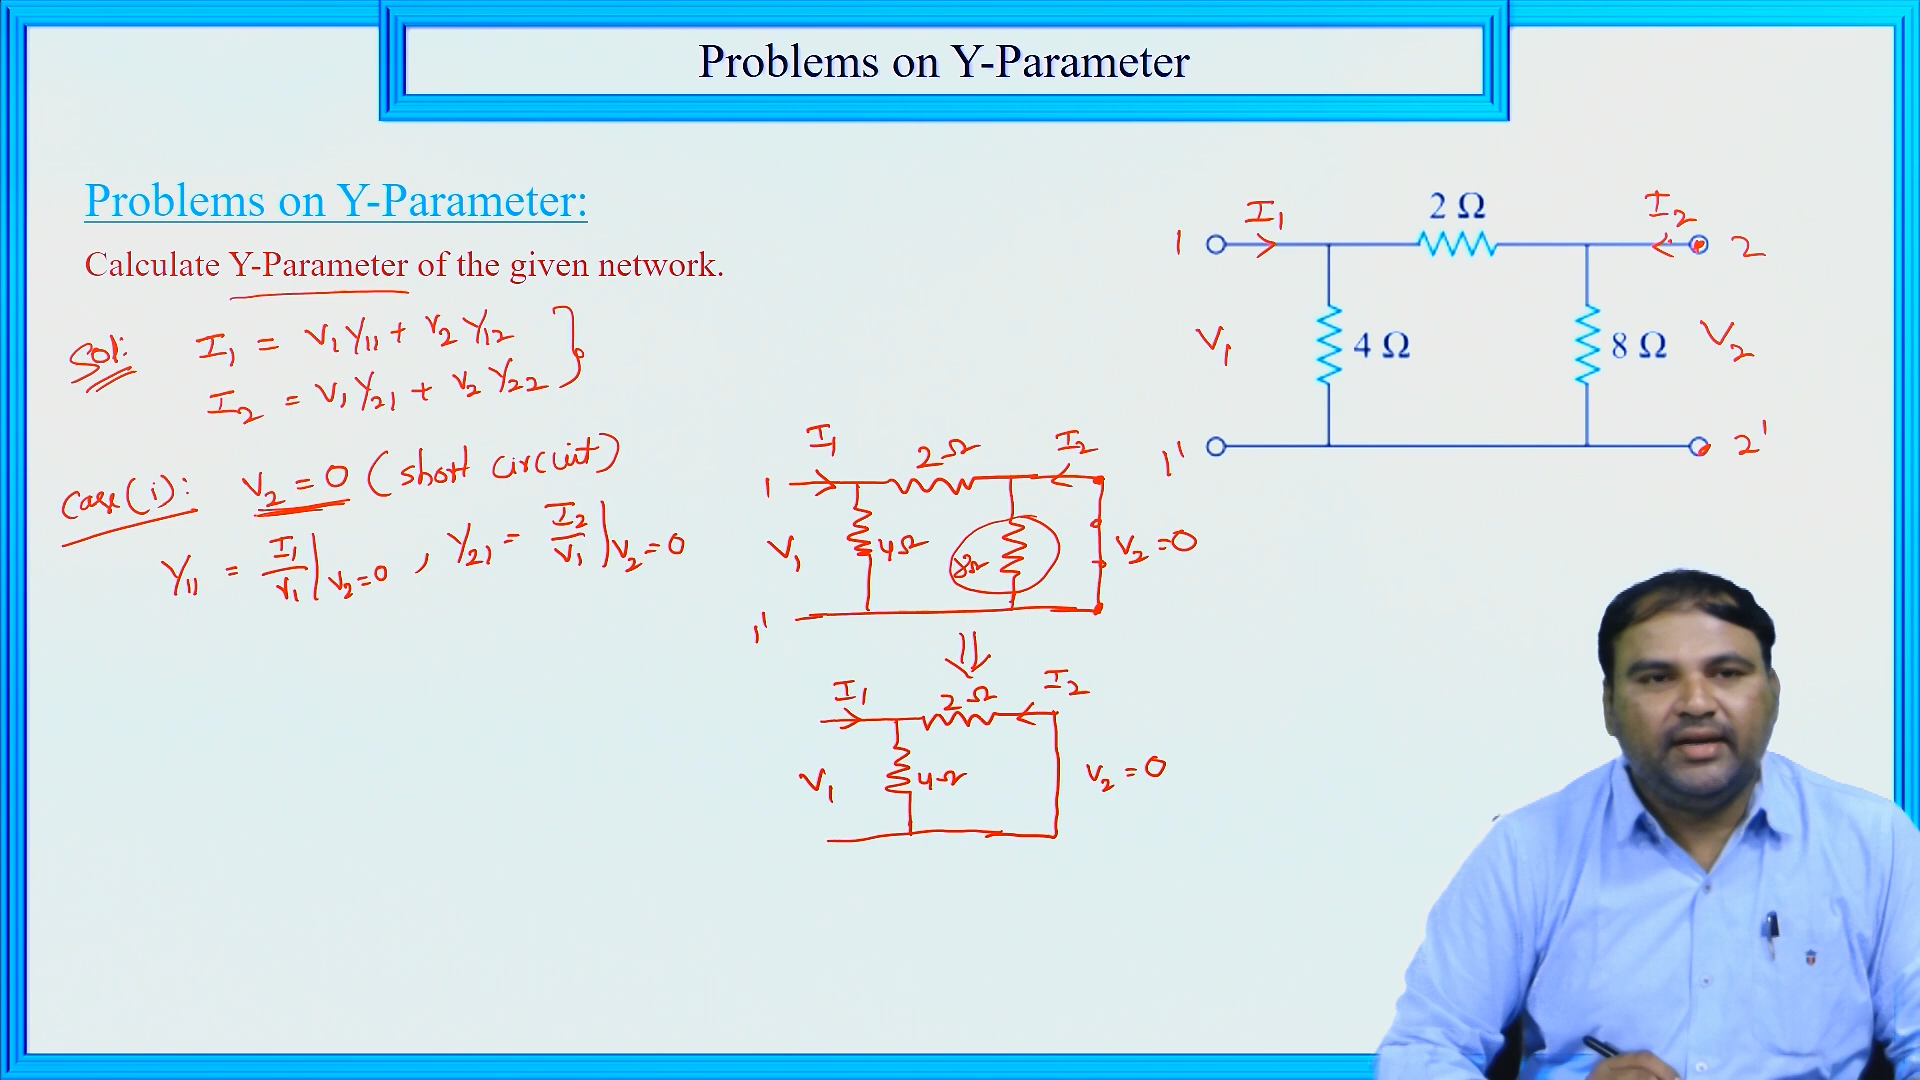 Problems on Y-Parameter
Problems on Y-Parameter:
Calculate Y-Parameter of the given network.
Sol: I₁ = V₁Y₁₁ + V₂Y₁₂
I₂ = V₁Y₂₁ + V₂Y₂₂
Case(i): V₂ = 0 (short circuit)
Y₁₁ = I₁/V₁ | V₂=0 , Y₂₁ = I₂/V₁ | V₂=0
I₁ 2 Ω I₂
1 2
V₁ 4 Ω 8 Ω V₂
1' 2'
I₁ 2Ω I₂
1
V₁ 4Ω 8Ω V₂=0
1'
I₁ 2Ω I₂
V₁ 4Ω V₂=0